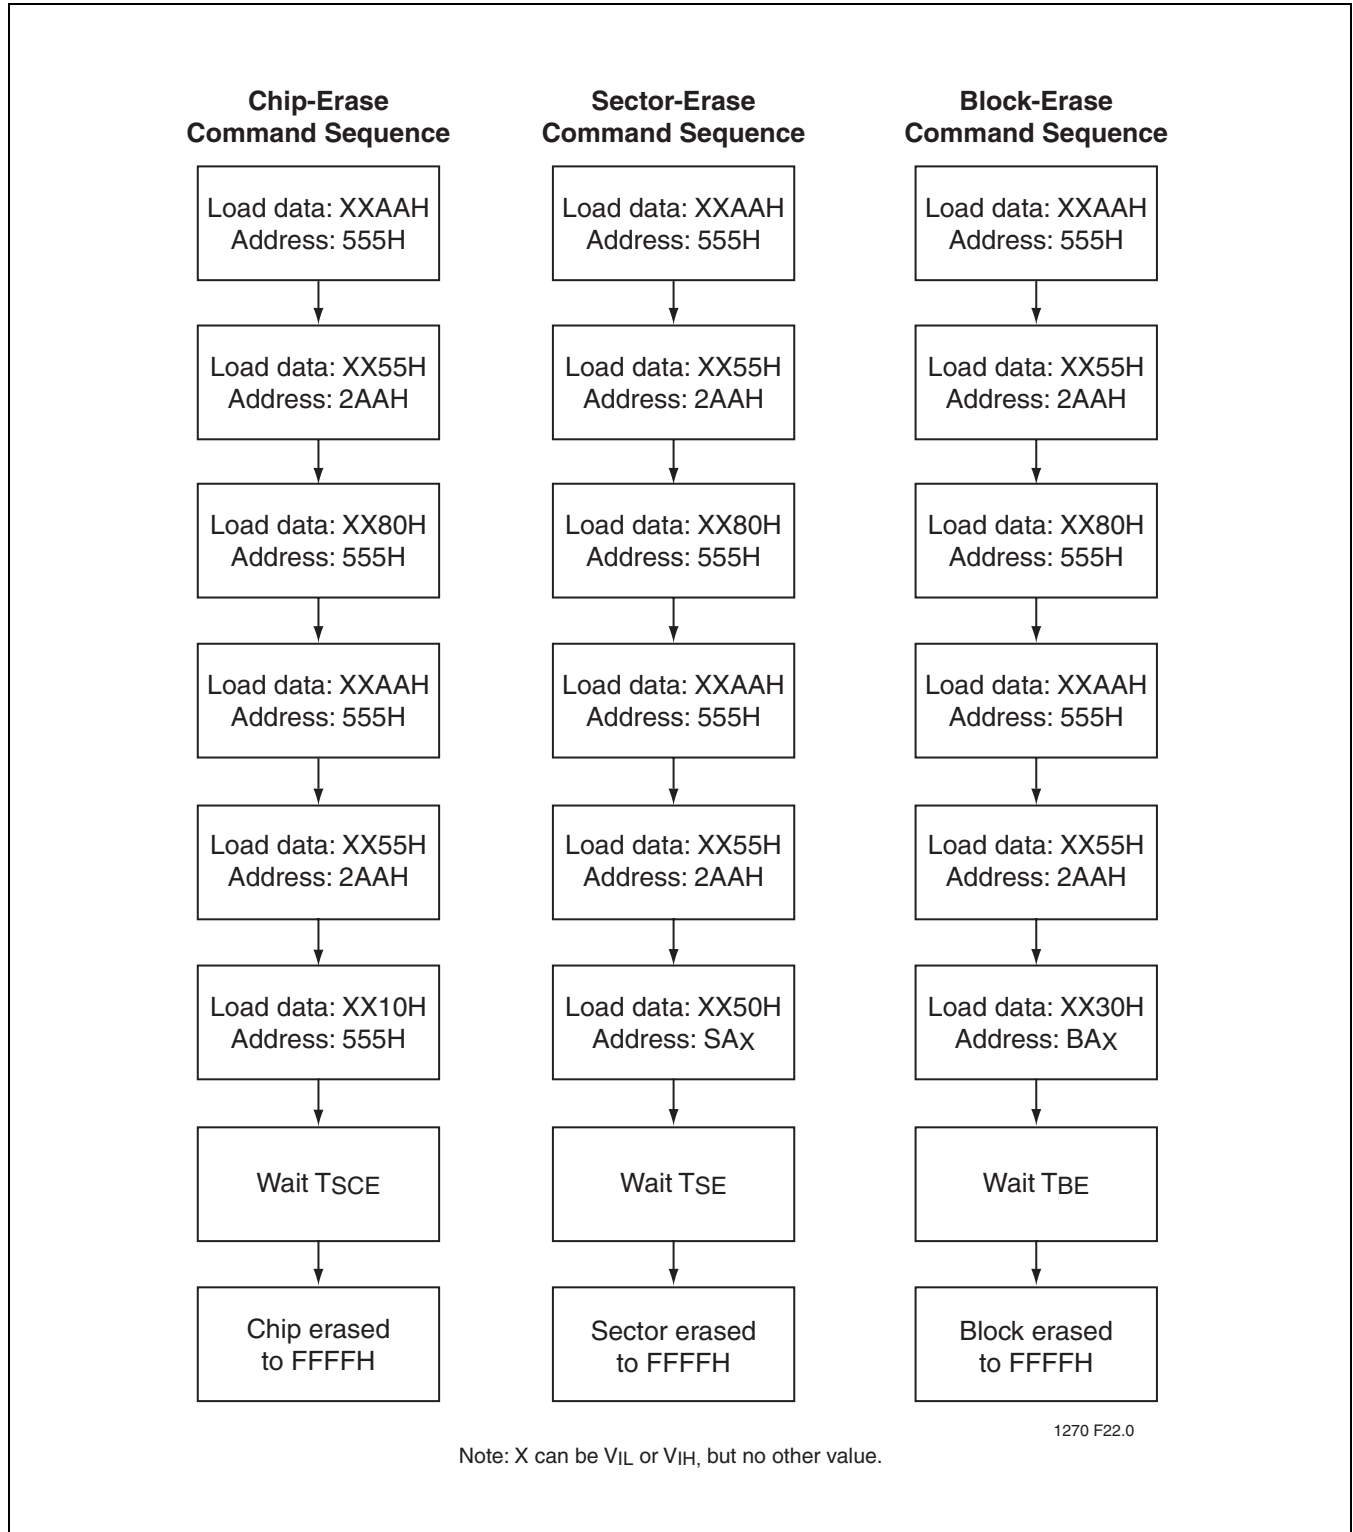 Chip-Erase
Command Sequence
Load data: XXAAH
Address: 555H
Load data: XX55H
Address: 2AAH
Load data: XX80H
Address: 555H
Load data: XXAAH
Address: 555H
Load data: XX55H
Address: 2AAH
Load data: XX10H
Address: 555H
Wait TSCE
Chip erased
to FFFFH
Sector-Erase
Command Sequence
Load data: XXAAH
Address: 555H
Load data: XX55H
Address: 2AAH
Load data: XX80H
Address: 555H
Load data: XXAAH
Address: 555H
Load data: XX55H
Address: 2AAH
Load data: XX50H
Address: SAX
Wait TSE
Sector erased
to FFFFH
Block-Erase
Command Sequence
Load data: XXAAH
Address: 555H
Load data: XX55H
Address: 2AAH
Load data: XX80H
Address: 555H
Load data: XXAAH
Address: 555H
Load data: XX55H
Address: 2AAH
Load data: XX30H
Address: BAX
Wait TBE
Block erased
to FFFFH
1270 F22.0
Note: X can be VIL or VIH, but no other value.